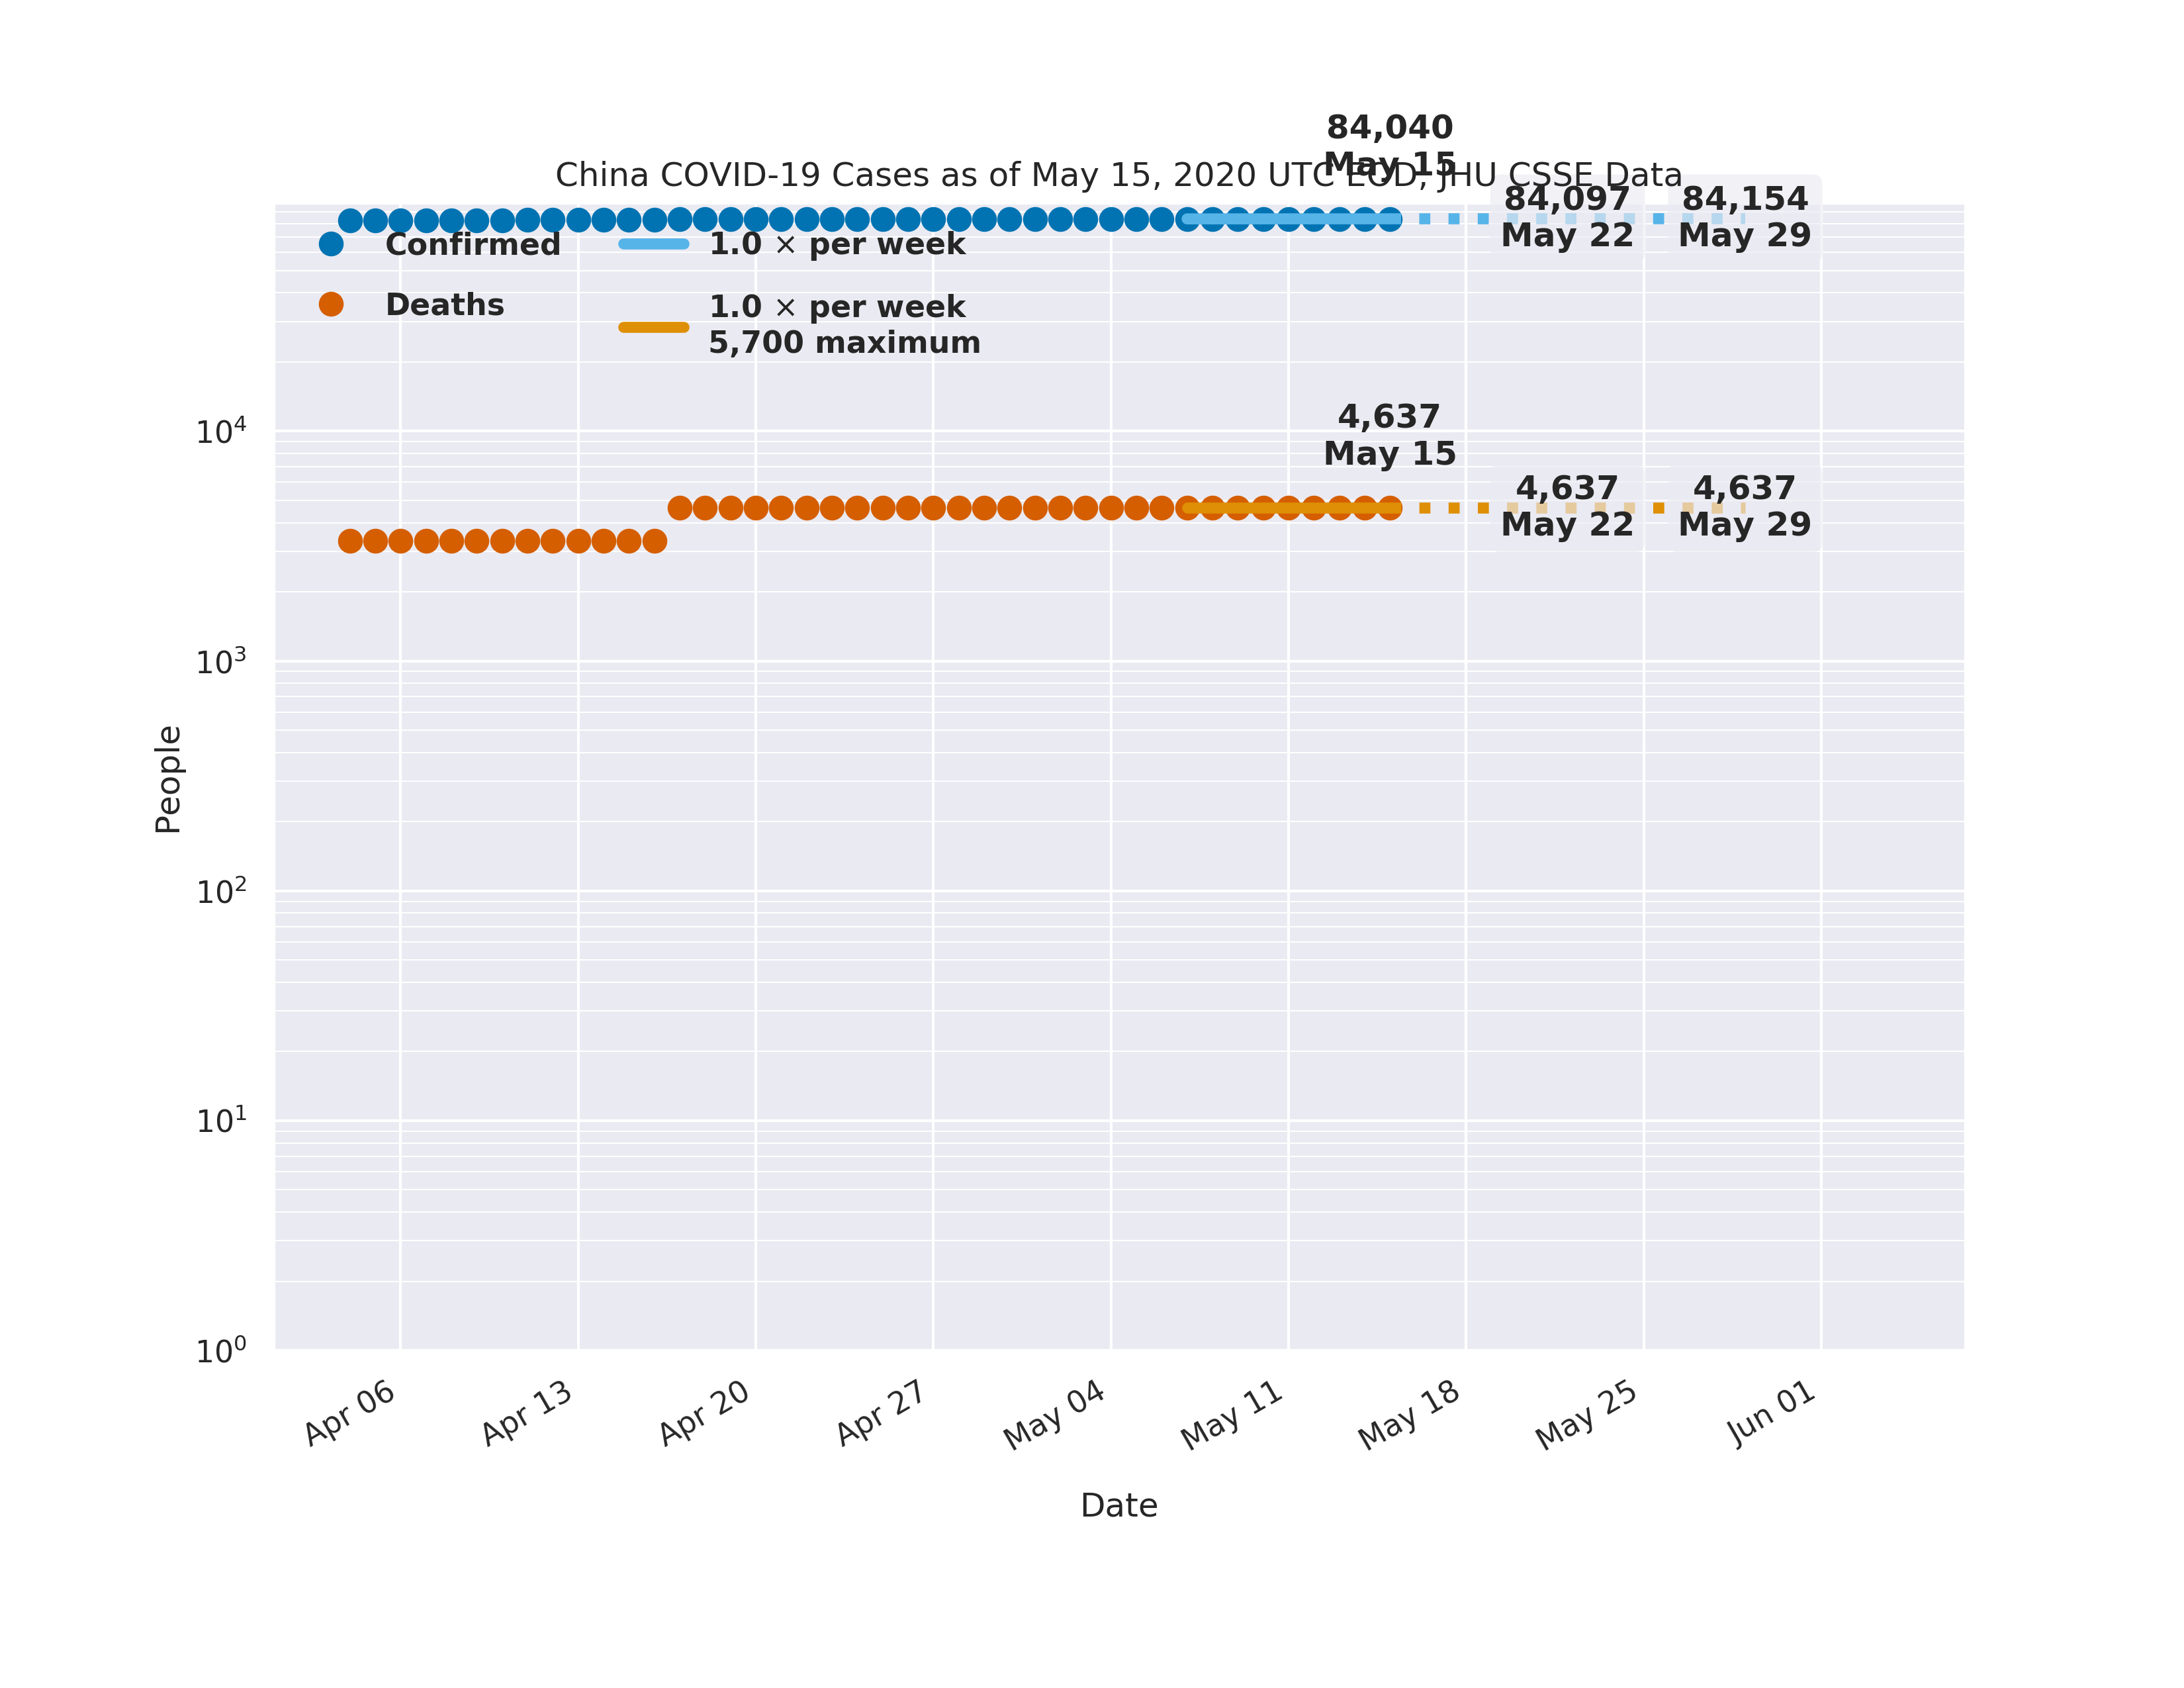 84,040
May 15
China COVID-19 Cases as of May 15, 2020 UTC EOD, JHU CSSE Data
84,097
May 22
84,154
May 29
Confirmed
1.0 × per week
Deaths
1.0 × per week
5,700 maximum
4,637
May 15
4,637
May 22
4,637
May 29
10⁴
10³
10²
10¹
10⁰
People
Apr 06
Apr 13
Apr 20
Apr 27
May 04
May 11
May 18
May 25
Jun 01
Date